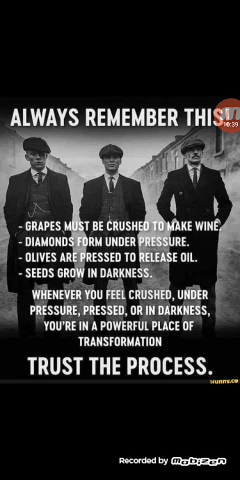 ALWAYS REMEMBER THIS!
10:39
- GRAPES MUST BE CRUSHED TO MAKE WINE.
- DIAMONDS FORM UNDER PRESSURE.
- OLIVES ARE PRESSED TO RELEASE OIL.
- SEEDS GROW IN DARKNESS.
WHENEVER YOU FEEL CRUSHED, UNDER
PRESSURE, PRESSED, OR IN DARKNESS,
YOU'RE IN A POWERFUL PLACE OF
TRANSFORMATION
TRUST THE PROCESS.
ifunny.co
Recorded by Mobizen